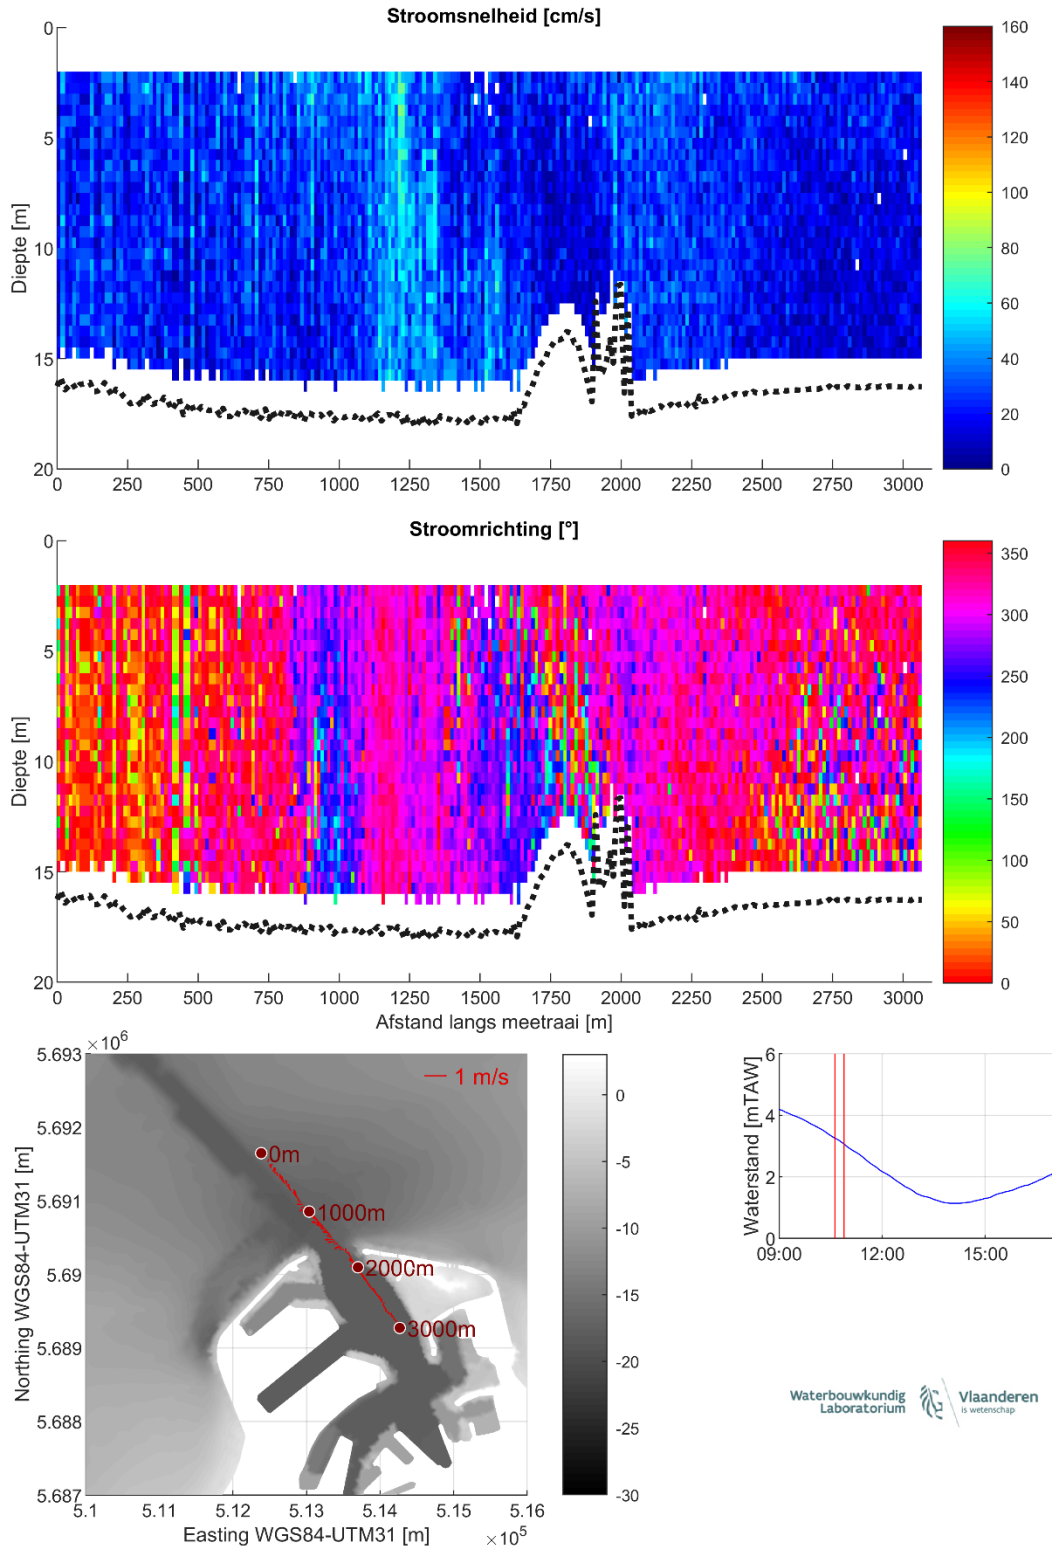 Stroomsnelheid [cm/s]
0
5
10
15
20
Diepte [m]
0 250 500 750 1000 1250 1500 1750 2000 2250 2500 2750 3000
160
140
120
100
80
60
40
20
0
Stroomrichting [°]
0
5
10
15
20
Diepte [m]
0 250 500 750 1000 1250 1500 1750 2000 2250 2500 2750 3000
Afstand langs meetraai [m]
350
300
250
200
150
100
50
0
×10⁶
5.693
5.692
5.691
5.69
5.689
5.688
5.687
Northing WGS84-UTM31 [m]
1 m/s
0m
1000m
2000m
3000m
5.1 5.11 5.12 5.13 5.14 5.15 5.16
Easting WGS84-UTM31 [m]
×10⁵
0
-5
-10
-15
-20
-25
-30
Waterstand [mTAW]
6
4
2
0
09:00 12:00 15:00
Waterbouwkundig
Laboratorium
Vlaanderen
is wetenschap